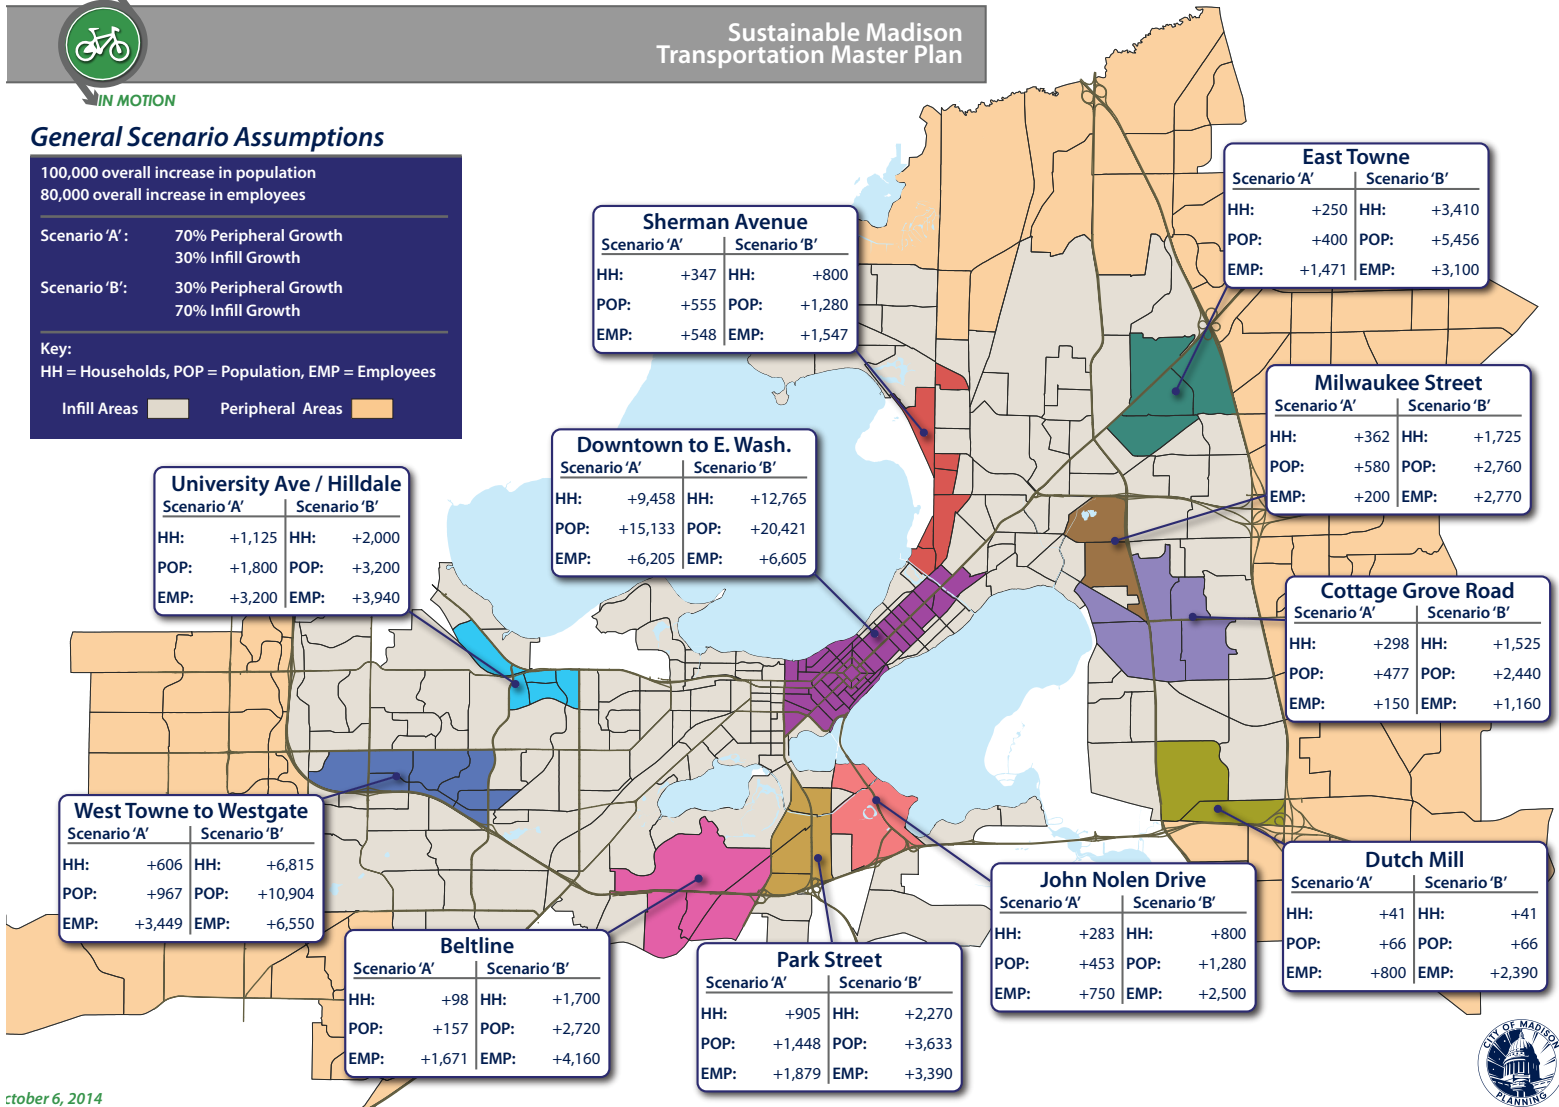 Sustainable Madison
Transportation Master Plan
IN MOTION
General Scenario Assumptions
100,000 overall increase in population
80,000 overall increase in employees
Scenario ‘A’ : 70% Peripheral Growth
30% Infill Growth
Scenario ‘B’: 30% Peripheral Growth
70% Infill Growth
Key:
HH = Households, POP = Population, EMP = Employees
Infill Areas Peripheral Areas
East Towne
Scenario ‘A’ Scenario ‘B’
HH: +250 HH: +3,410
POP: +400 POP: +5,456
EMP: +1,471 EMP: +3,100
Sherman Avenue
Scenario ‘A’ Scenario ‘B’
HH: +347 HH: +800
POP: +555 POP: +1,280
EMP: +548 EMP: +1,547
Milwaukee Street
Scenario ‘A’ Scenario ‘B’
HH: +362 HH: +1,725
POP: +580 POP: +2,760
EMP: +200 EMP: +2,770
Downtown to E. Wash.
Scenario ‘A’ Scenario ‘B’
HH: +9,458 HH: +12,765
POP: +15,133 POP: +20,421
EMP: +6,205 EMP: +6,605
University Ave / Hilldale
Scenario ‘A’ Scenario ‘B’
HH: +1,125 HH: +2,000
POP: +1,800 POP: +3,200
EMP: +3,200 EMP: +3,940
Cottage Grove Road
Scenario ‘A’ Scenario ‘B’
HH: +298 HH: +1,525
POP: +477 POP: +2,440
EMP: +150 EMP: +1,160
West Towne to Westgate
Scenario ‘A’ Scenario ‘B’
HH: +606 HH: +6,815
POP: +967 POP: +10,904
EMP: +3,449 EMP: +6,550
Dutch Mill
Scenario ‘A’ Scenario ‘B’
HH: +41 HH: +41
POP: +66 POP: +66
EMP: +800 EMP: +2,390
John Nolen Drive
Scenario ‘A’ Scenario ‘B’
HH: +283 HH: +800
POP: +453 POP: +1,280
EMP: +750 EMP: +2,500
Beltline
Scenario ‘A’ Scenario ‘B’
HH: +98 HH: +1,700
POP: +157 POP: +2,720
EMP: +1,671 EMP: +4,160
Park Street
Scenario ‘A’ Scenario ‘B’
HH: +905 HH: +2,270
POP: +1,448 POP: +3,633
EMP: +1,879 EMP: +3,390
CITY OF MADISON
PLANNING
ctober 6, 2014